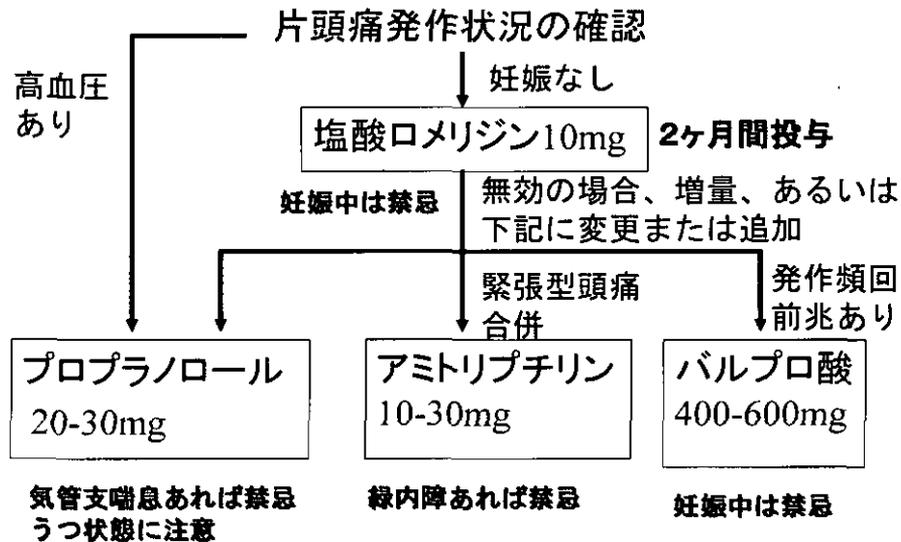 片頭痛発作状況の確認
高血圧
あり
妊娠なし
塩酸ロメリジン10mg
2ヶ月間投与
妊娠中は禁忌
無効の場合、増量、あるいは
下記に変更または追加
緊張型頭痛
合併
発作頻回
前兆あり
プロプラノロール
20-30mg
アミトリプチリン
10-30mg
バルプロ酸
400-600mg
気管支喘息あれば禁忌
うつ状態に注意
緑内障あれば禁忌
妊娠中は禁忌